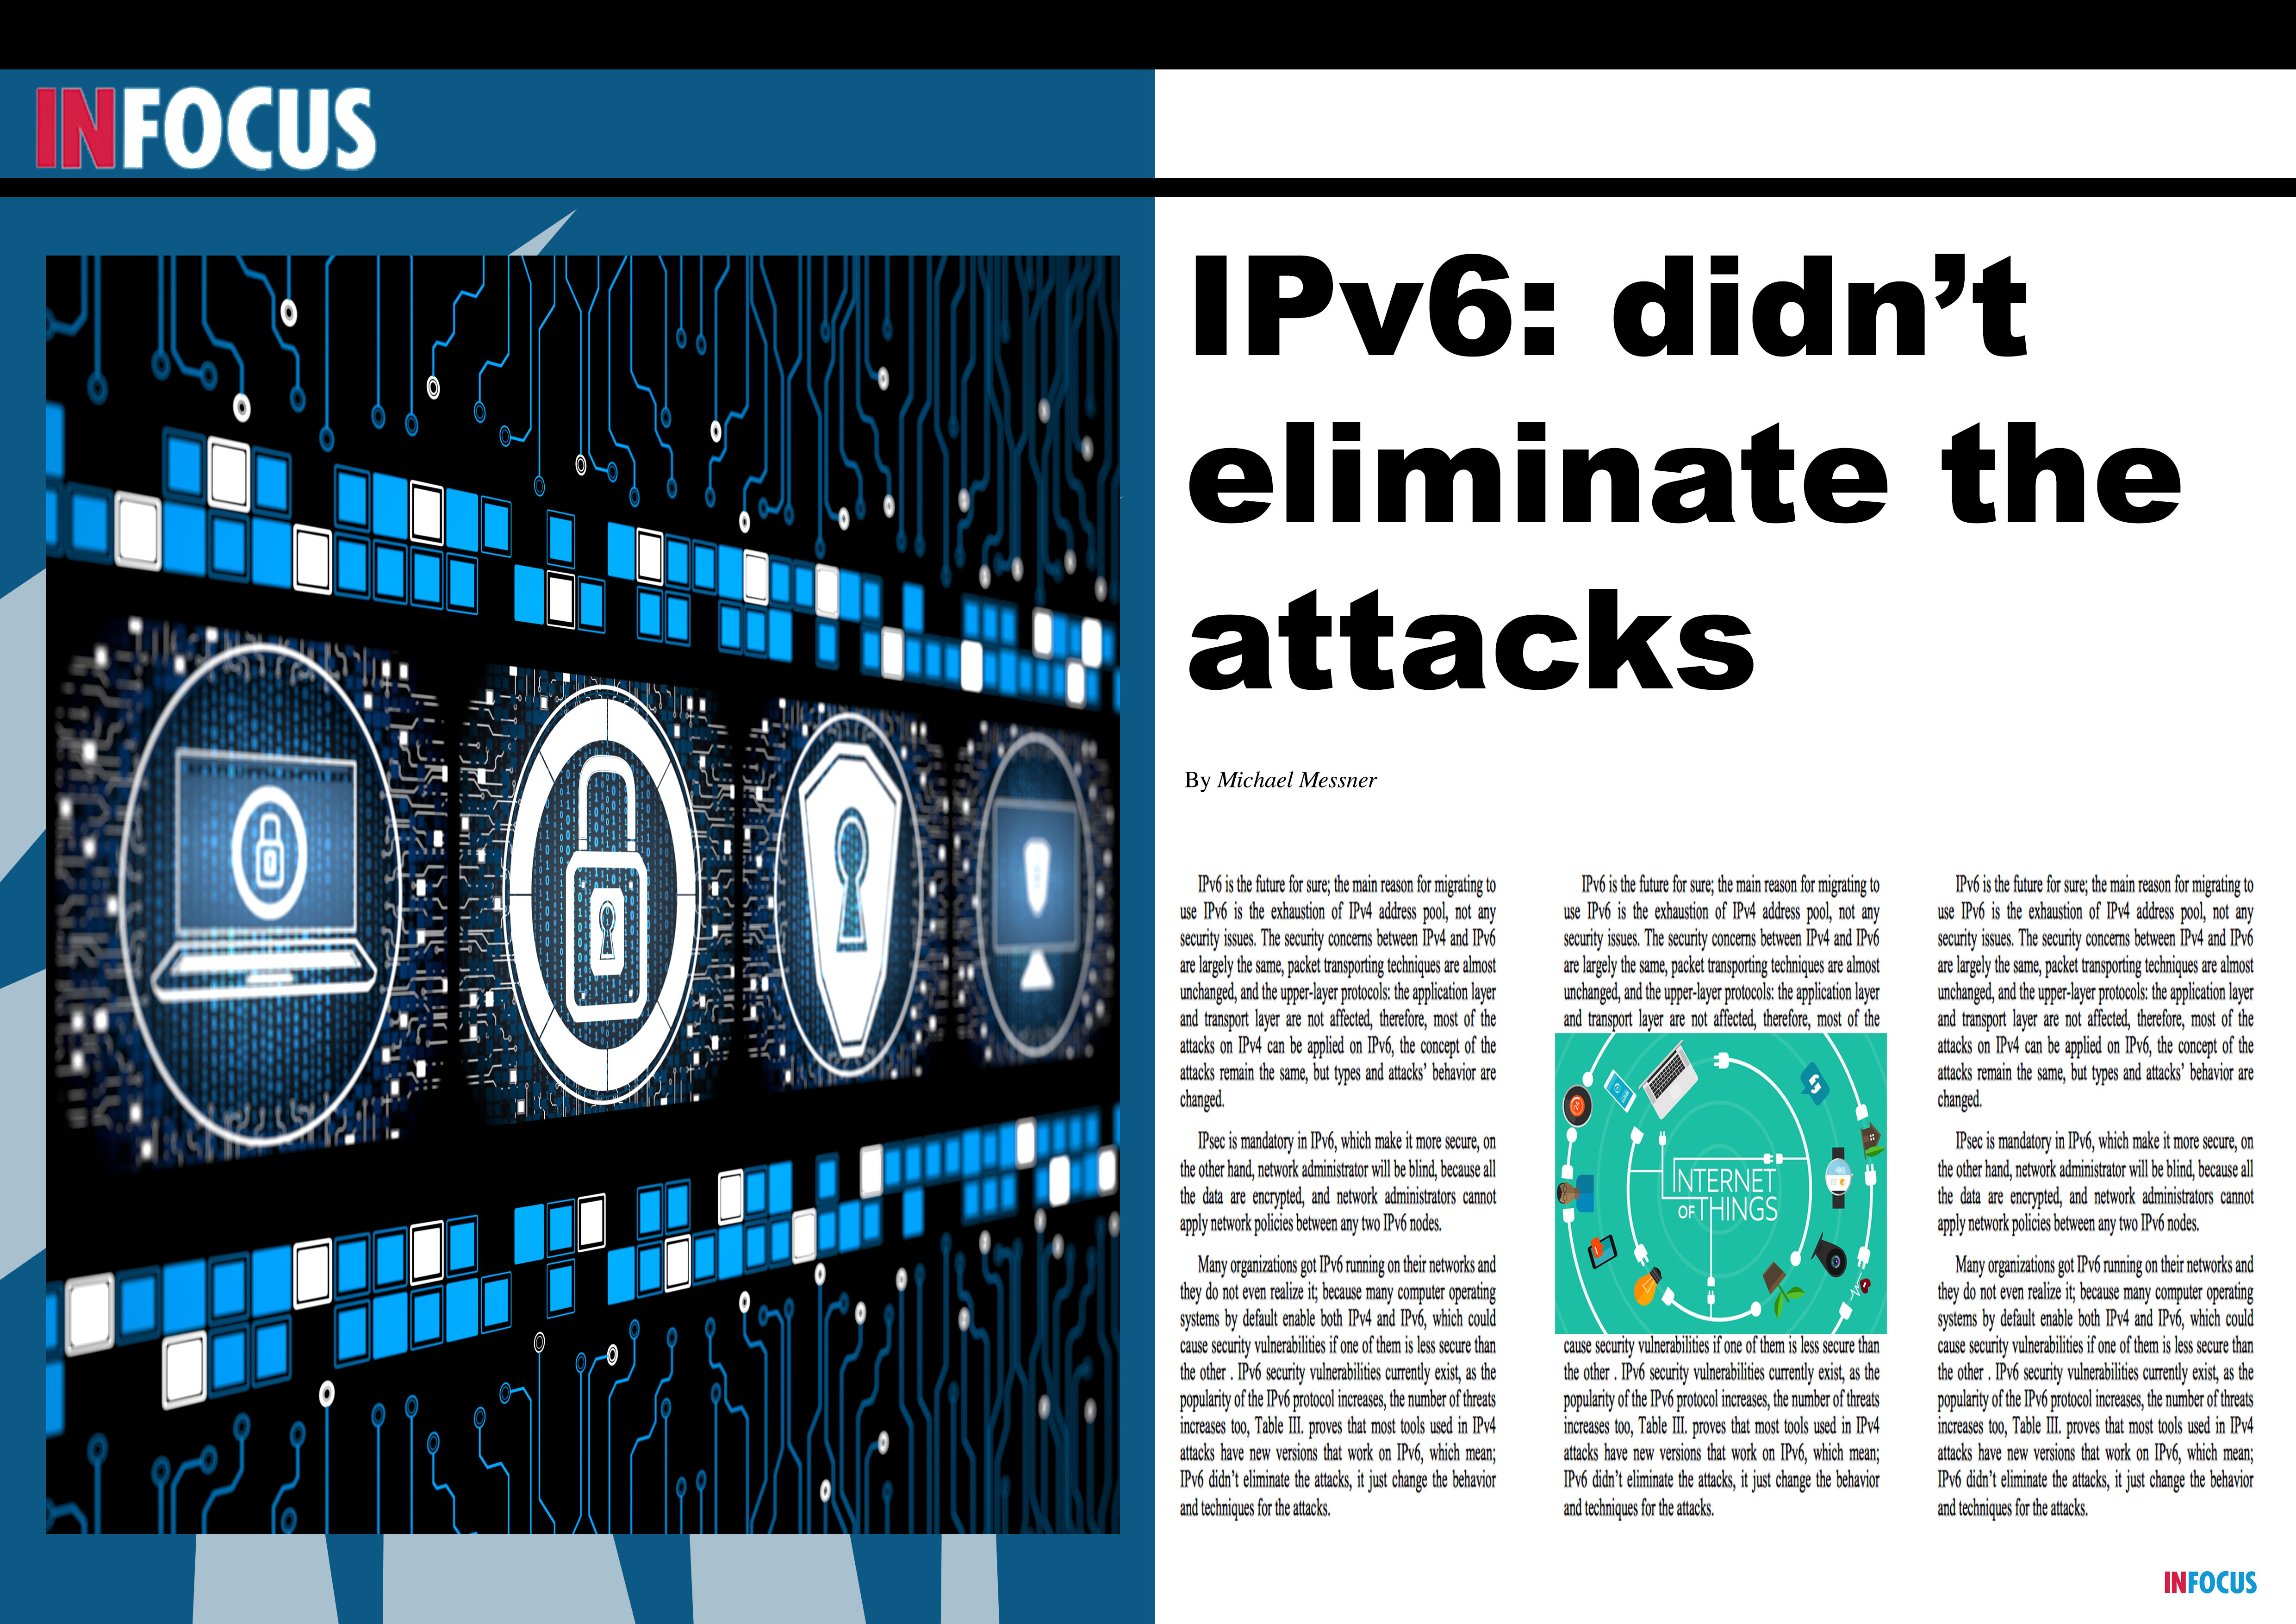 INFOCUS
IPv6: didn’t
eliminate the
attacks
By Michael Messner
IPv6 is the future for sure; the main reason for migrating to
use IPv6 is the exhaustion of IPv4 address pool, not any
security issues. The security concerns between IPv4 and IPv6
are largely the same, packet transporting techniques are almost
unchanged, and the upper-layer protocols: the application layer
and transport layer are not affected, therefore, most of the
attacks on IPv4 can be applied on IPv6, the concept of the
attacks remain the same, but types and attacks’ behavior are
changed.
IPsec is mandatory in IPv6, which make it more secure, on
the other hand, network administrator will be blind, because all
the data are encrypted, and network administrators cannot
apply network policies between any two IPv6 nodes.
Many organizations got IPv6 running on their networks and
they do not even realize it; because many computer operating
systems by default enable both IPv4 and IPv6, which could
cause security vulnerabilities if one of them is less secure than
the other . IPv6 security vulnerabilities currently exist, as the
popularity of the IPv6 protocol increases, the number of threats
increases too, Table III. proves that most tools used in IPv4
attacks have new versions that work on IPv6, which mean;
IPv6 didn’t eliminate the attacks, it just change the behavior
and techniques for the attacks.
IPv6 is the future for sure; the main reason for migrating to
use IPv6 is the exhaustion of IPv4 address pool, not any
security issues. The security concerns between IPv4 and IPv6
are largely the same, packet transporting techniques are almost
unchanged, and the upper-layer protocols: the application layer
and transport layer are not affected, therefore, most of the
INTERNET
OF THINGS
cause security vulnerabilities if one of them is less secure than
the other . IPv6 security vulnerabilities currently exist, as the
popularity of the IPv6 protocol increases, the number of threats
increases too, Table III. proves that most tools used in IPv4
attacks have new versions that work on IPv6, which mean;
IPv6 didn’t eliminate the attacks, it just change the behavior
and techniques for the attacks.
IPv6 is the future for sure; the main reason for migrating to
use IPv6 is the exhaustion of IPv4 address pool, not any
security issues. The security concerns between IPv4 and IPv6
are largely the same, packet transporting techniques are almost
unchanged, and the upper-layer protocols: the application layer
and transport layer are not affected, therefore, most of the
attacks on IPv4 can be applied on IPv6, the concept of the
attacks remain the same, but types and attacks’ behavior are
changed.
IPsec is mandatory in IPv6, which make it more secure, on
the other hand, network administrator will be blind, because all
the data are encrypted, and network administrators cannot
apply network policies between any two IPv6 nodes.
Many organizations got IPv6 running on their networks and
they do not even realize it; because many computer operating
systems by default enable both IPv4 and IPv6, which could
cause security vulnerabilities if one of them is less secure than
the other . IPv6 security vulnerabilities currently exist, as the
popularity of the IPv6 protocol increases, the number of threats
increases too, Table III. proves that most tools used in IPv4
attacks have new versions that work on IPv6, which mean;
IPv6 didn’t eliminate the attacks, it just change the behavior
and techniques for the attacks.
INFOCUS